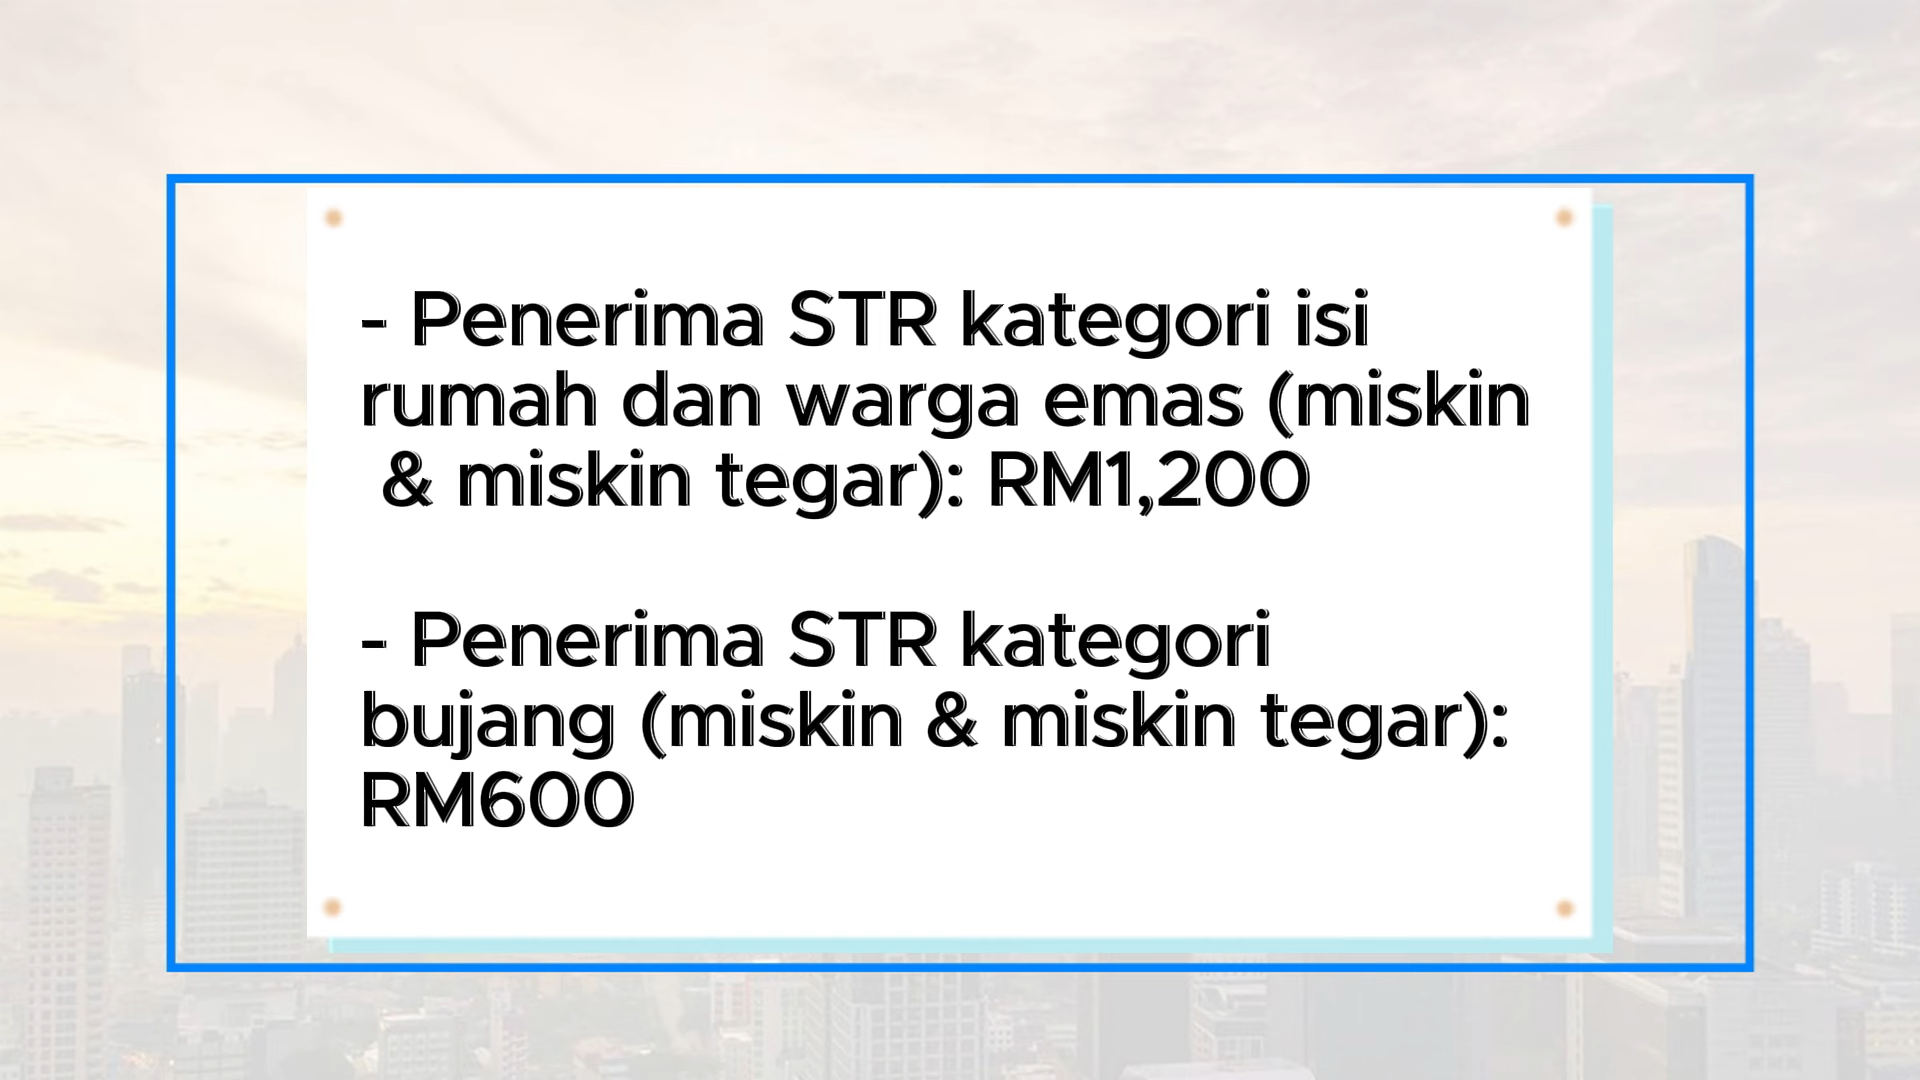 - Penerima STR kategori isi
rumah dan warga emas (miskin
& miskin tegar): RM1,200
- Penerima STR kategori
bujang (miskin & miskin tegar):
RM600